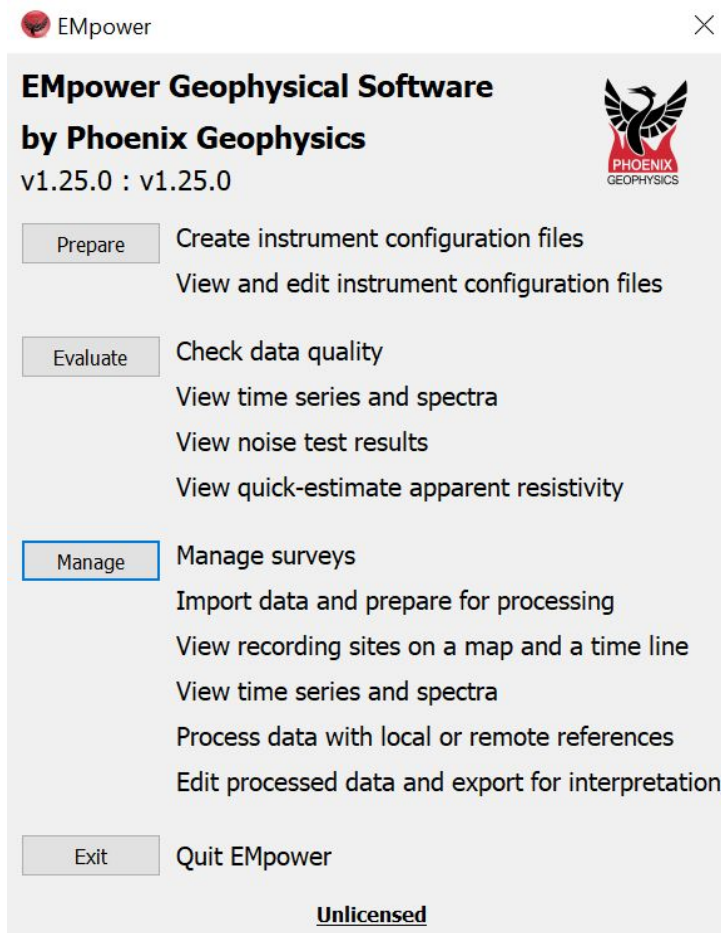 EMpower
EMpower Geophysical Software
by Phoenix Geophysics
PHOENIX
GEOPHYSICS
v1.25.0 : v1.25.0
Prepare
Create instrument configuration files
View and edit instrument configuration files
Evaluate
Check data quality
View time series and spectra
View noise test results
View quick-estimate apparent resistivity
Manage
Manage surveys
Import data and prepare for processing
View recording sites on a map and a time line
View time series and spectra
Process data with local or remote references
Edit processed data and export for interpretation
Exit
Quit EMpower
Unlicensed